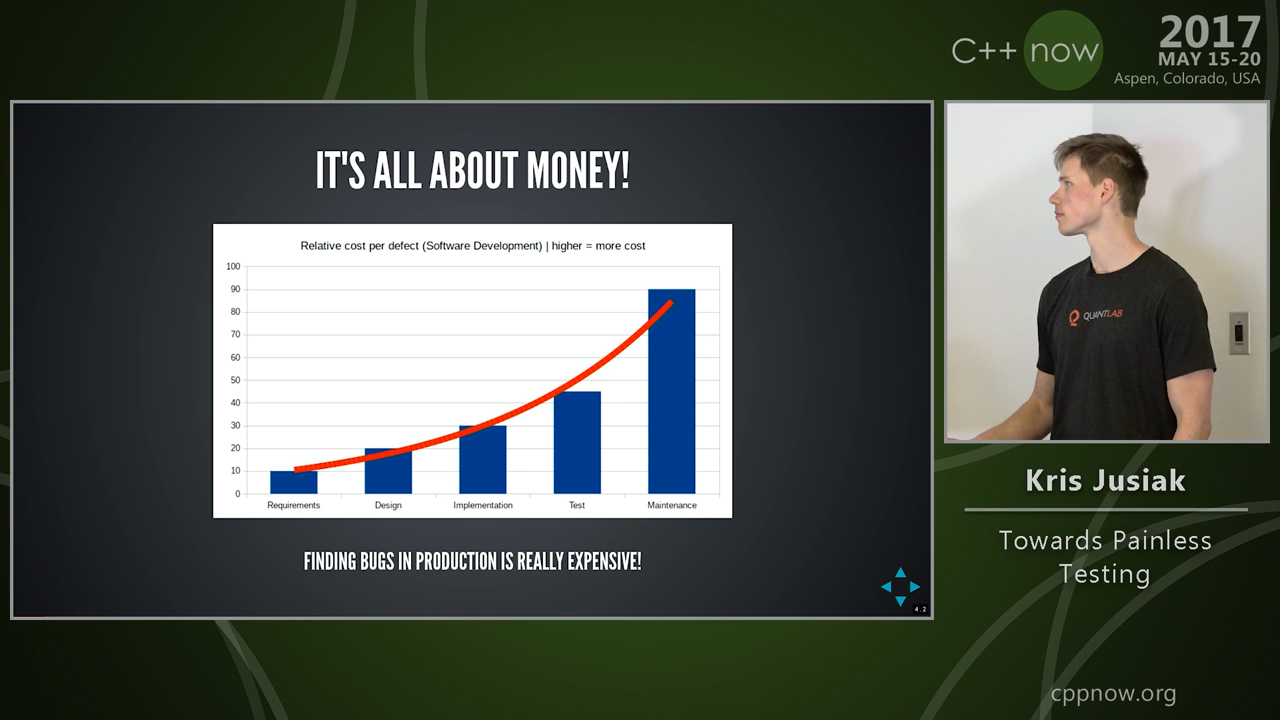 C++ now
2017
MAY 15-20
Aspen, Colorado, USA
IT'S ALL ABOUT MONEY!
Relative cost per defect (Software Development) | higher = more cost
100
90
80
70
60
50
40
30
20
10
0
Requirements
Design
Implementation
Test
Maintenance
FINDING BUGS IN PRODUCTION IS REALLY EXPENSIVE!
4.2
QUANTLAB
Kris Jusiak
Towards Painless
Testing
cppnow.org